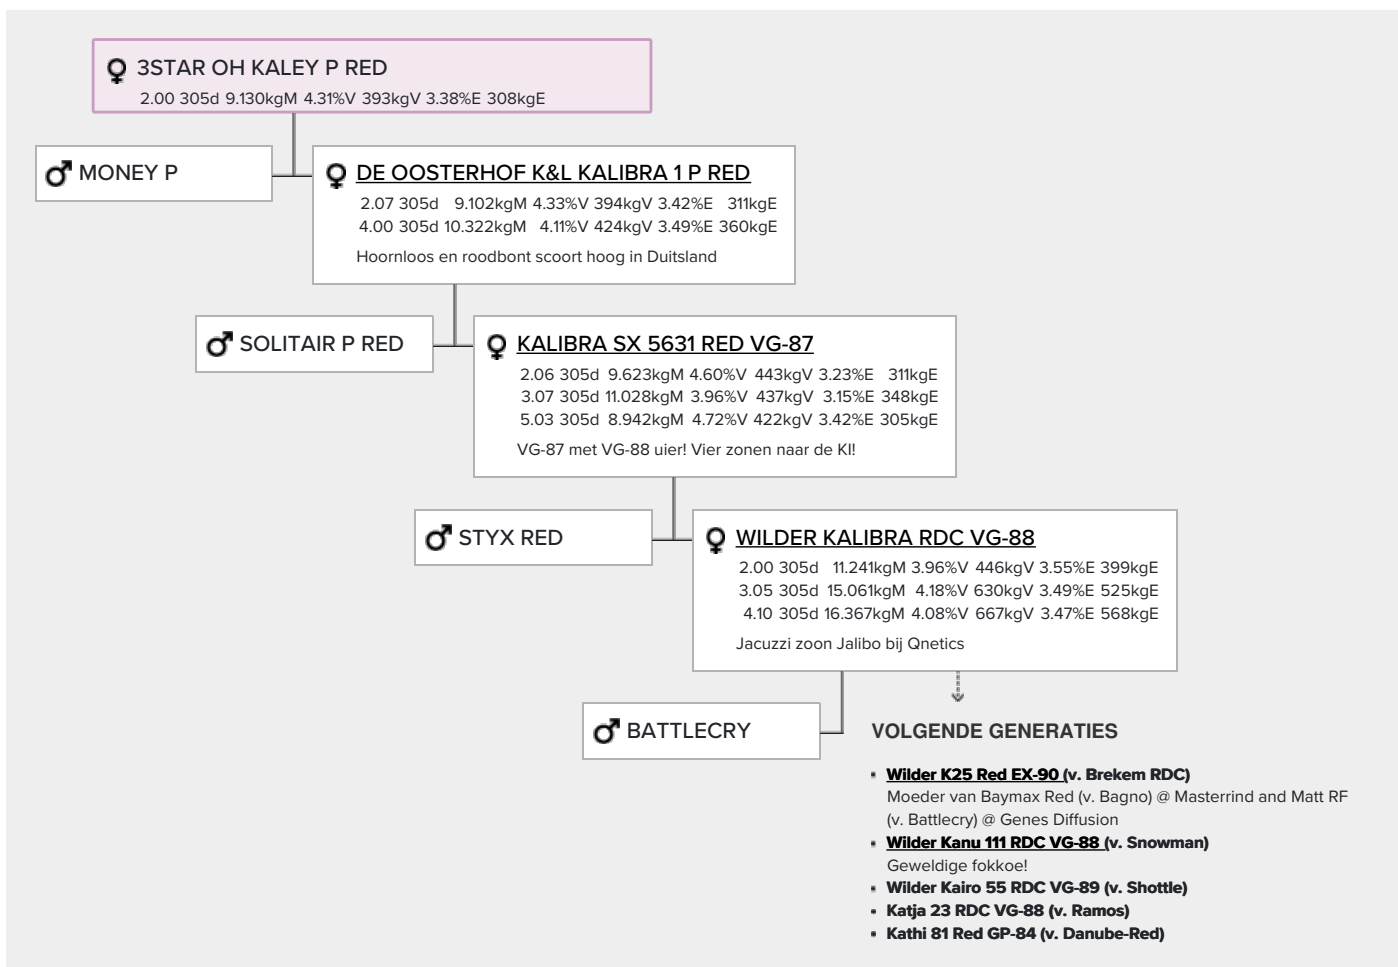 3STAR OH KALEY P RED
2.00 305d 9.130kgM 4.31%V 393kgV 3.38%E 308kgE
MONEY P
DE OOSTERHOF K&L KALIBRA 1 P RED
2.07 305d 9.102kgM 4.33%V 394kgV 3.42%E 311kgE
4.00 305d 10.322kgM 4.11%V 424kgV 3.49%E 360kgE
Hoornloos en roodbont scoort hoog in Duitsland
SOLITAIR P RED
KALIBRA SX 5631 RED VG-87
2.06 305d 9.623kgM 4.60%V 443kgV 3.23%E 311kgE
3.07 305d 11.028kgM 3.96%V 437kgV 3.15%E 348kgE
5.03 305d 8.942kgM 4.72%V 422kgV 3.42%E 305kgE
VG-87 met VG-88 uier! Vier zonen naar de KI!
STYX RED
WILDER KALIBRA RDC VG-88
2.00 305d 11.241kgM 3.96%V 446kgV 3.55%E 399kgE
3.05 305d 15.061kgM 4.18%V 630kgV 3.49%E 525kgE
4.10 305d 16.367kgM 4.08%V 667kgV 3.47%E 568kgE
Jacuzzi zoon Jalibo bij Qnetics
BATTLECRY
VOLGENDE GENERATIES
Wilder K25 Red EX-90 (v. Brekem RDC)
Moeder van Baymax Red (v. Bagno) @ Masterrind and Matt RF
(v. Battlecry) @ Genes Diffusion
Wilder Kanu 111 RDC VG-88 (v. Snowman)
Geweldige fokkoe!
Wilder Kairo 55 RDC VG-89 (v. Shottle)
Katja 23 RDC VG-88 (v. Ramos)
Kathi 81 Red GP-84 (v. Danube-Red)